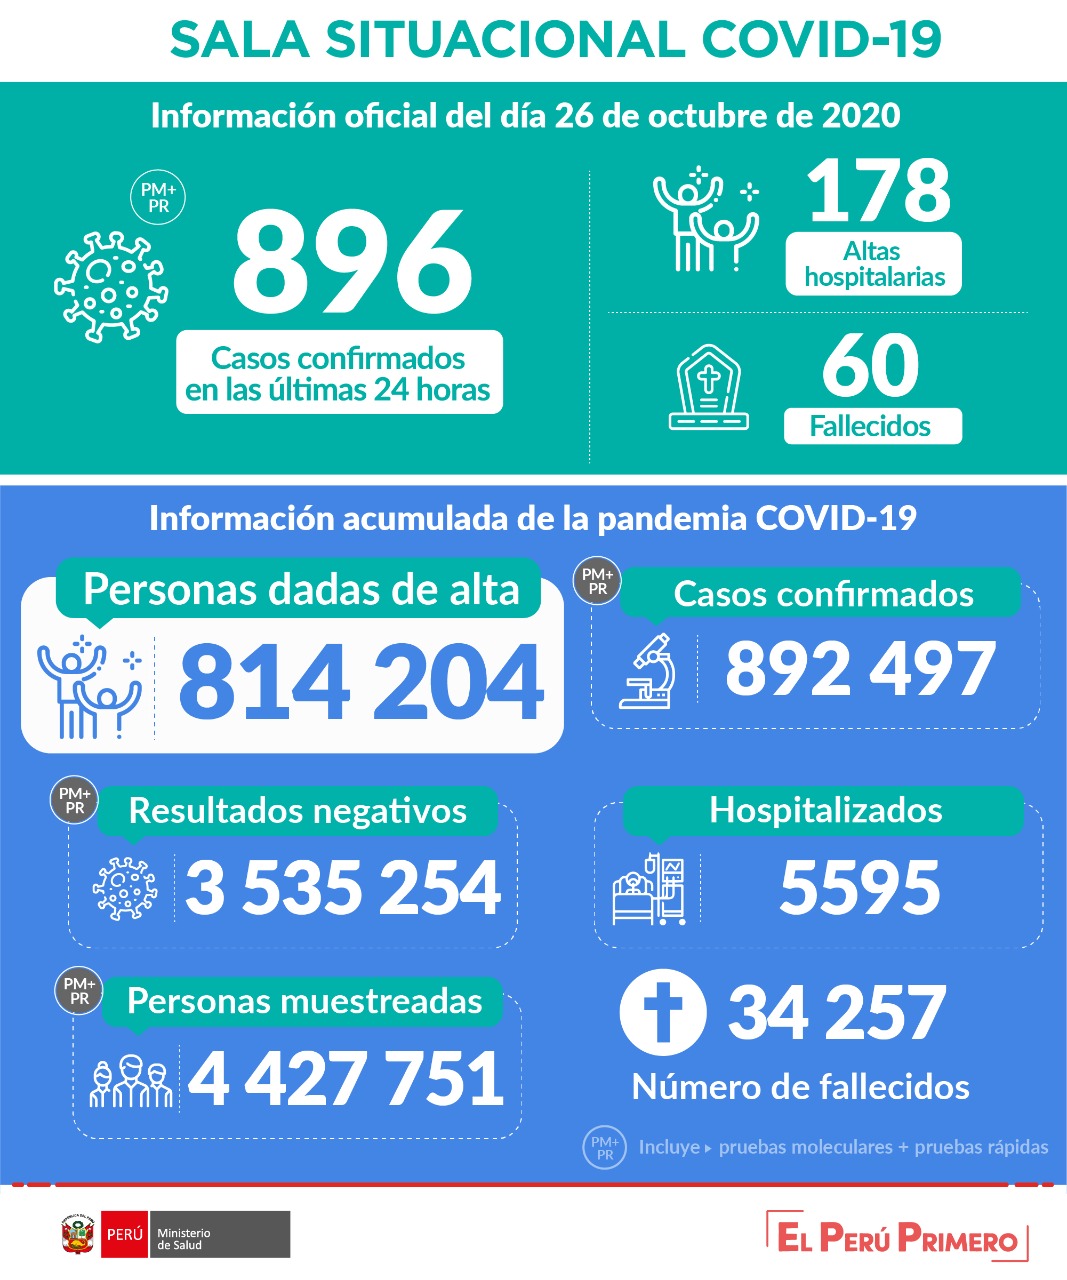 SALA SITUACIONAL COVID-19
Información oficial del día 26 de octubre de 2020
PM+
PR
896
Casos confirmados
en las últimas 24 horas
178
Altas
hospitalarias
60
Fallecidos
Información acumulada de la pandemia COVID-19
Personas dadas de alta
814 204
PM+
PR
Casos confirmados
892 497
PM+
PR
Resultados negativos
3 535 254
Hospitalizados
5595
PM+
PR
Personas muestreadas
4 427 751
34 257
Número de fallecidos
PM+
PR
Incluye ▸ pruebas moleculares + pruebas rápidas
PERÚ
Ministerio
de Salud
EL PERÚ PRIMERO